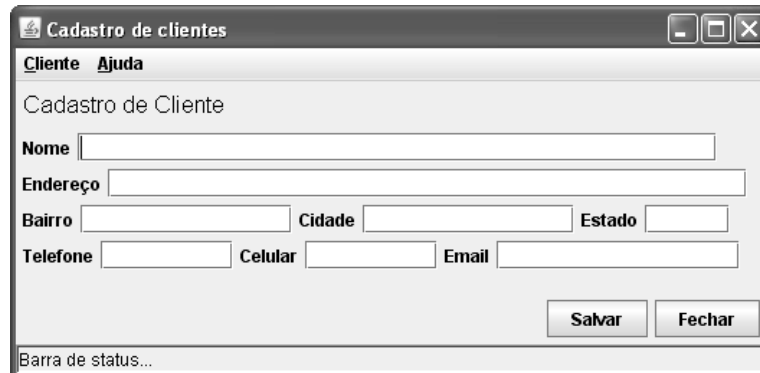 Cadastro de clientes
Cliente Ajuda
Cadastro de Cliente
Nome
Endereço
Bairro Cidade Estado
Telefone Celular Email
Salvar Fechar
Barra de status...